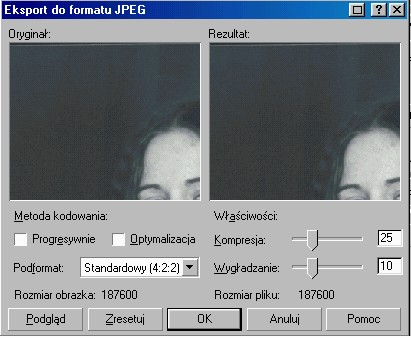 Eksport do formatu JPEG
Oryginał: Rezultat:
Metoda kodowania: Właściwości:
Progresywnie Optymalizacja Kompresja: 25
Podformat: Standardowy (4:2:2) Wygładzanie: 10
Rozmiar obrazka: 187600 Rozmiar pliku: 187600
Podgląd Zresetuj OK Anuluj Pomoc